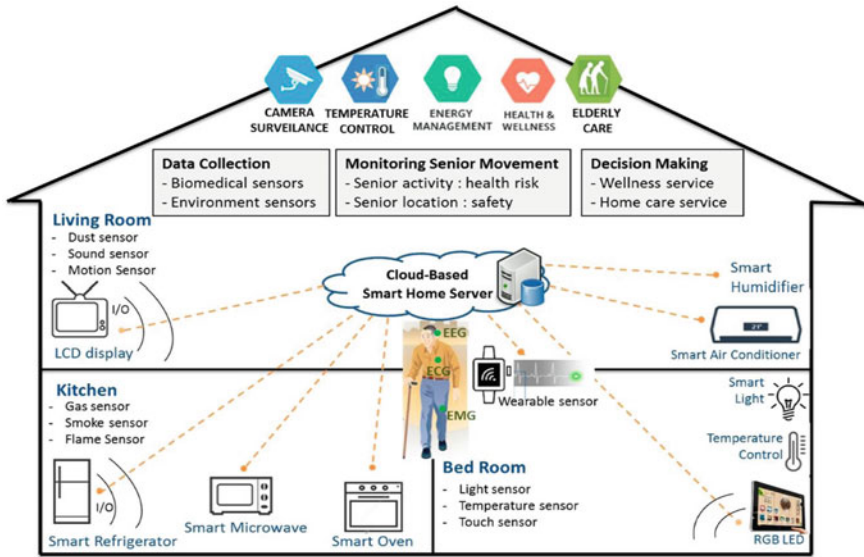 CAMERA
SURVEILANCE
TEMPERATURE
CONTROL
ENERGY
MANAGEMENT
HEALTH &
WELLNESS
ELDERLY
CARE
Data Collection
- Biomedical sensors
- Environment sensors
Monitoring Senior Movement
- Senior activity : health risk
- Senior location : safety
Decision Making
- Wellness service
- Home care service
Living Room
- Dust sensor
- Sound sensor
- Motion Sensor
I/O
LCD display
Cloud-Based
Smart Home Server
Smart
Humidifier
Smart Air Conditioner
EEG
ECG
EMG
Wearable sensor
Kitchen
- Gas sensor
- Smoke sensor
- Flame Sensor
I/O
Smart Refrigerator
Smart Microwave
Smart Oven
Bed Room
- Light sensor
- Temperature sensor
- Touch sensor
Smart
Light
Temperature
Control
RGB LED